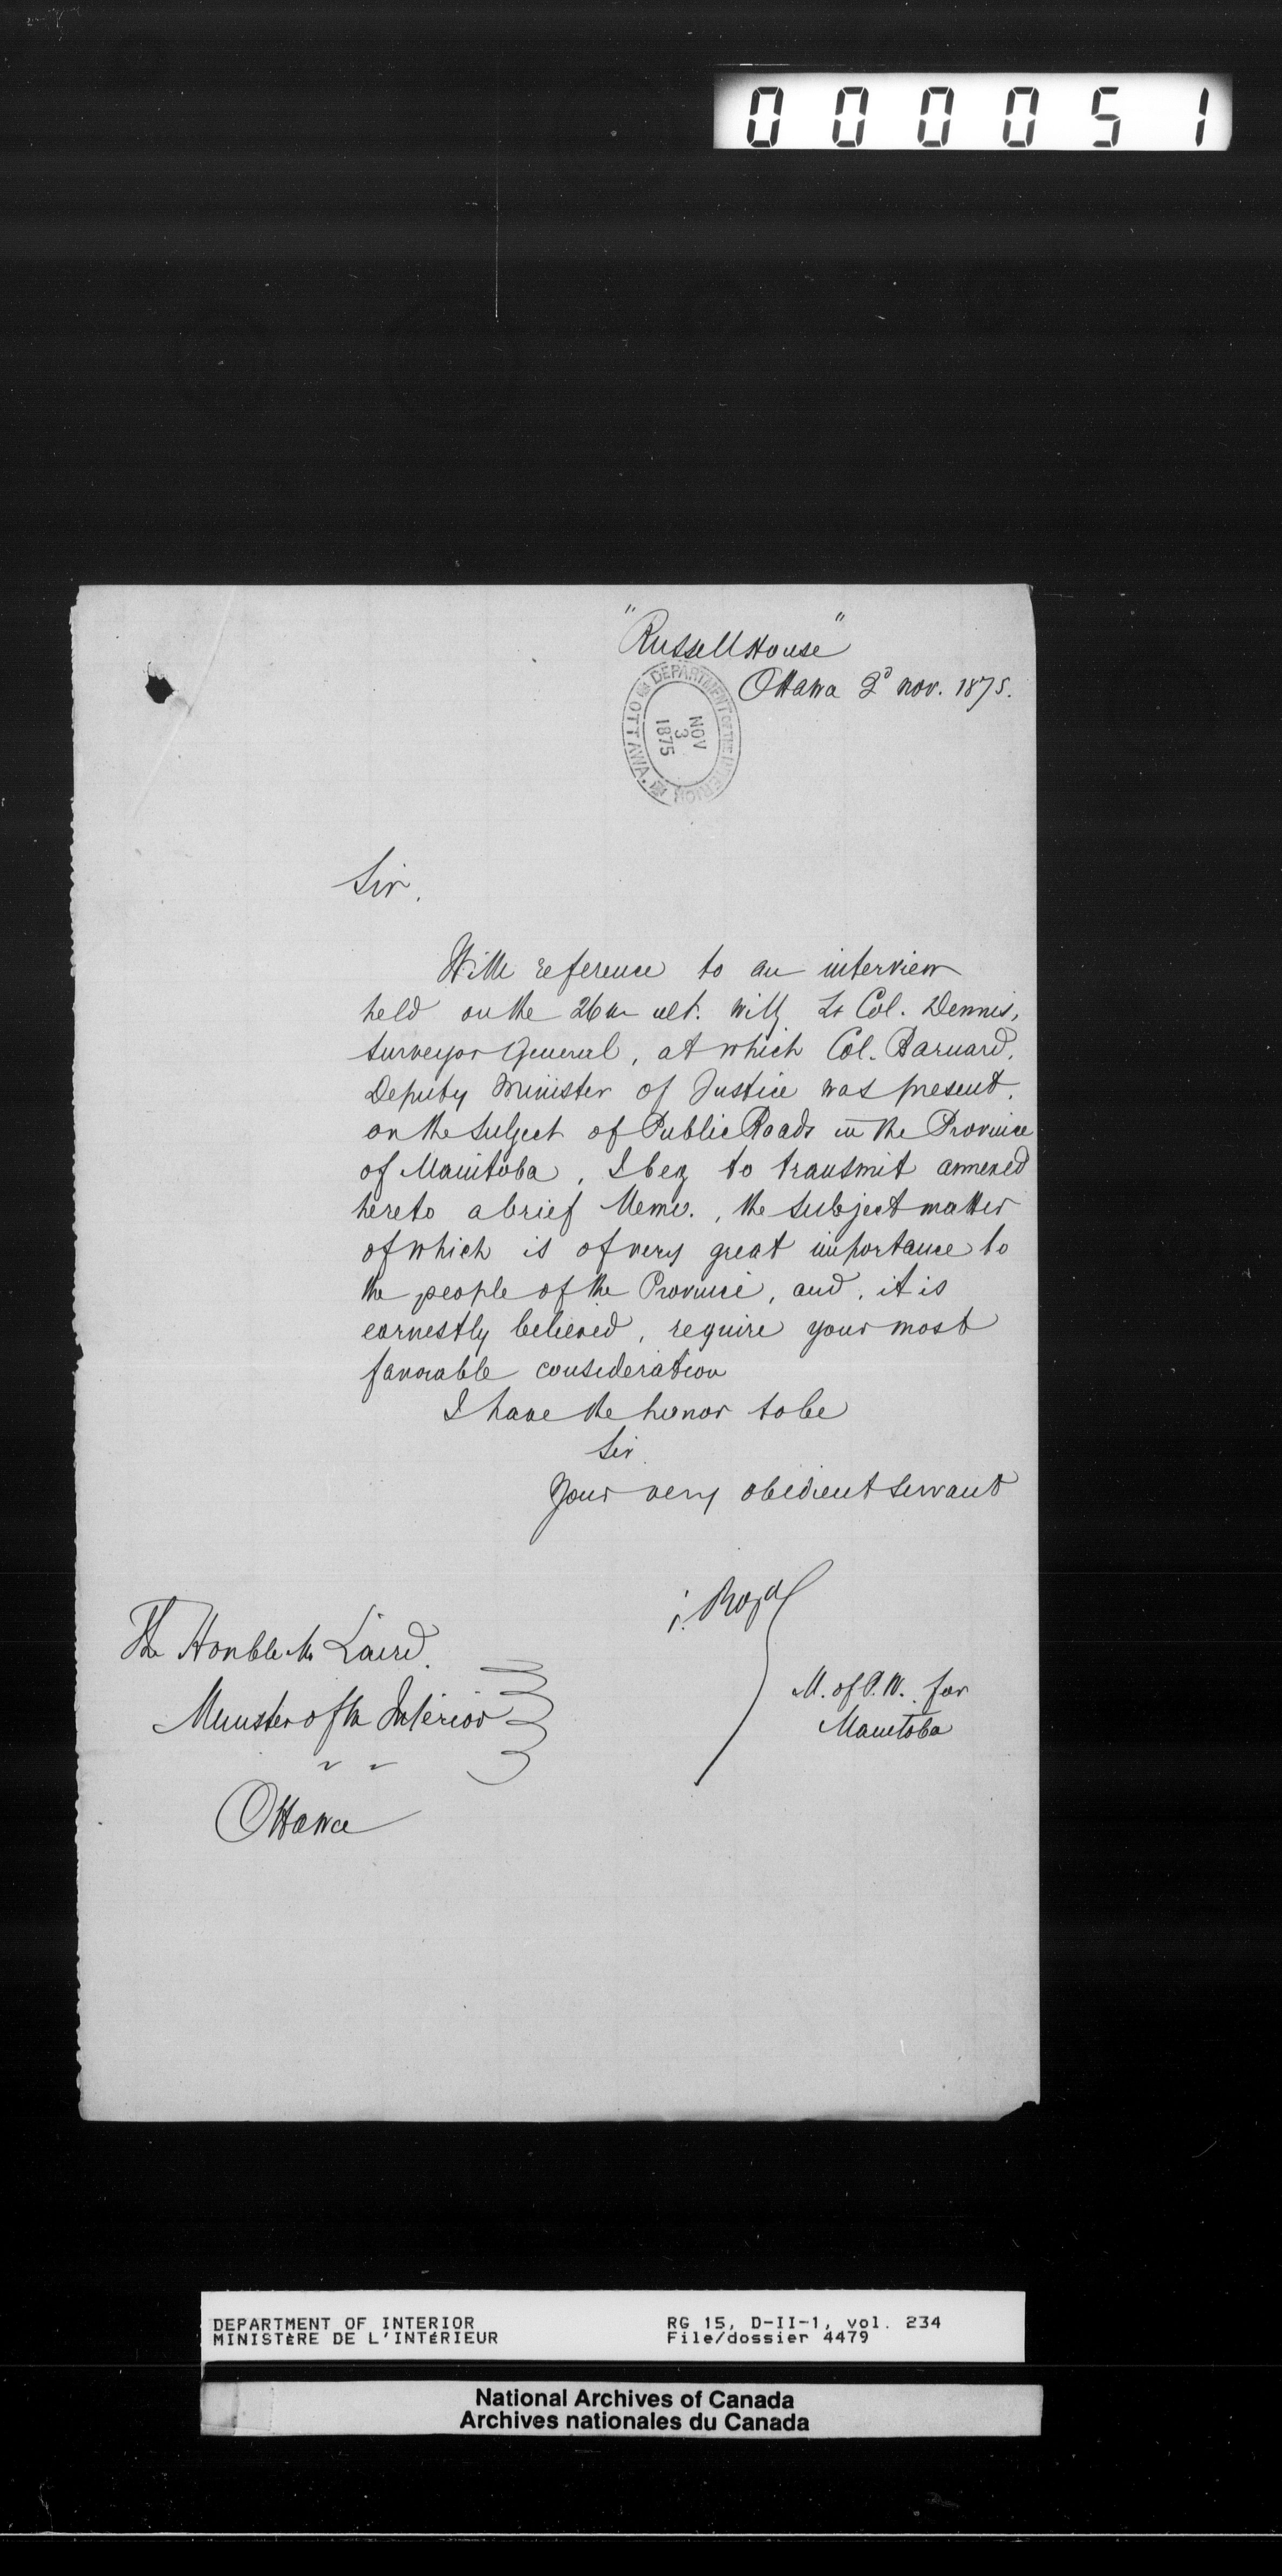 000051
"Russell House"
Ottawa 2d Nov. 1875.
DEPARTMENT OF THE INTERIOR
NOV
3
1875
OTTAWA.
Sir,
With reference to an interview
held on the 26th ult. with Lt Col. Dennis,
Surveyor General, at which Col. Barnard,
Deputy Minister of Justice was present,
on the subject of Public Roads in the Province
of Manitoba, I beg to transmit annexed
hereto a brief Memo., the subject matter
of which is of very great importance to
the people of the Province, and, it is
earnestly believed, require your most
favorable consideration
I have the honor to be
Sir
Your very obedient servant
J. Royal
M. of P.W. for
Manitoba
The Honble Mr Laird.
Minister of the Interior
" "
Ottawa
DEPARTMENT OF INTERIOR
MINISTÈRE DE L'INTÉRIEUR
RG 15, D-II-1, vol. 234
File/dossier 4479
National Archives of Canada
Archives nationales du Canada